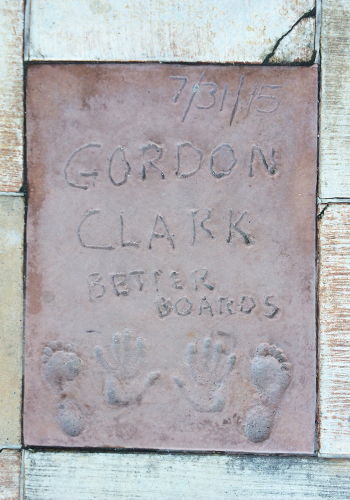 7/31/15
GORDON
CLARK
BETTER
BOARDS